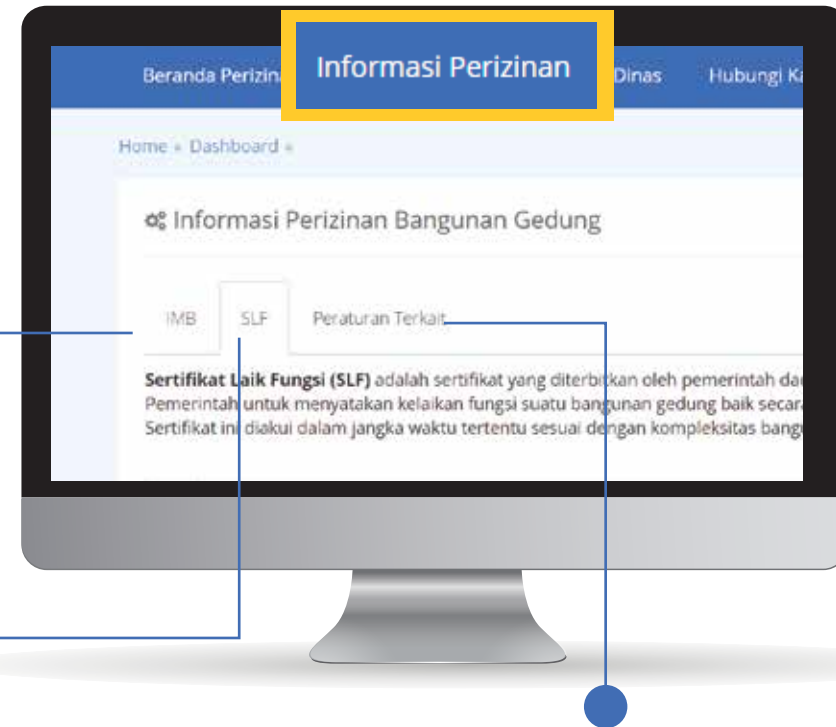 Beranda Perizin Informasi Perizinan Dinas Hubungi Ka
Home » Dashboard »
Informasi Perizinan Bangunan Gedung
IMB SLF Peraturan Terkait
Sertifikat Laik Fungsi (SLF) adalah sertifikat yang diterbitkan oleh pemerintah da
Pemerintah untuk menyatakan kelaikan fungsi suatu bangunan gedung baik secar
Sertifikat ini diakui dalam jangka waktu tertentu sesuai dengan kompleksitas bang